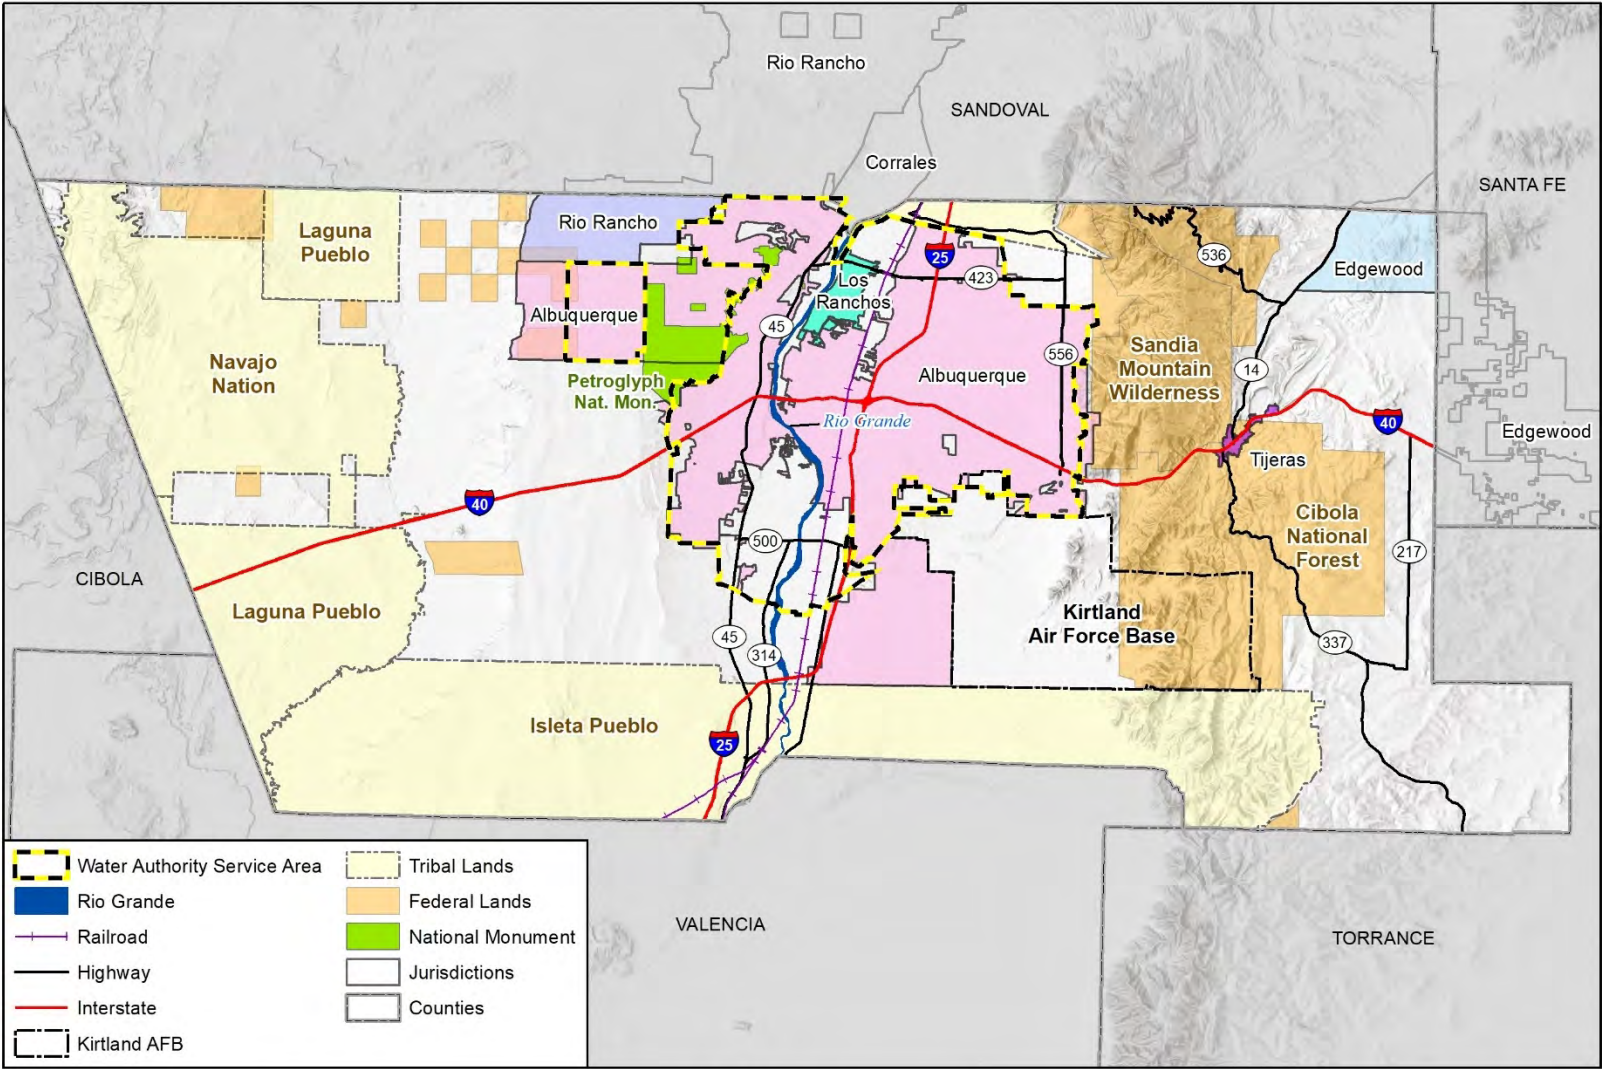 Rio Rancho
SANDOVAL
Corrales
SANTA FE
Laguna
Pueblo
Rio Rancho
536
25
423
Edgewood
Los
Ranchos
Albuquerque
45
Navajo
Nation
Sandia
Mountain
Wilderness
556
14
Petroglyph
Nat. Mon.
Albuquerque
Rio Grande
40
Edgewood
Tijeras
40
Cibola
National
Forest
500
217
CIBOLA
Laguna Pueblo
Kirtland
Air Force Base
45
314
337
Isleta Pueblo
25
VALENCIA
TORRANCE
Water Authority Service Area
Rio Grande
Railroad
Highway
Interstate
Kirtland AFB
Tribal Lands
Federal Lands
National Monument
Jurisdictions
Counties